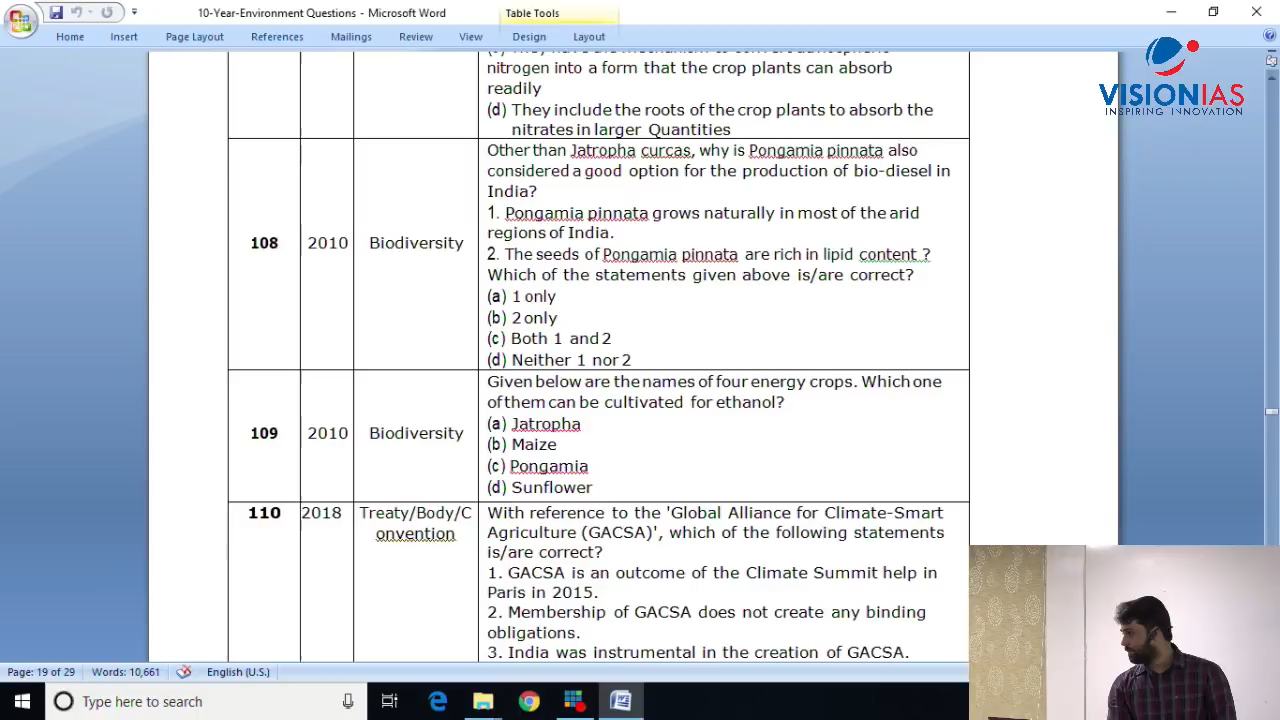 10-Year-Environment Questions - Microsoft Word
Table Tools
Home Insert Page Layout References Mailings Review View Design Layout
VISIONIAS
INSPIRING INNOVATION
nitrogen into a form that the crop plants can absorb
readily
(d) They include the roots of the crop plants to absorb the
nitrates in larger Quantities
108 2010 Biodiversity
Other than Jatropha curcas, why is Pongamia pinnata also
considered a good option for the production of bio-diesel in
India?
1. Pongamia pinnata grows naturally in most of the arid
regions of India.
2. The seeds of Pongamia pinnata are rich in lipid content ?
Which of the statements given above is/are correct?
(a) 1 only
(b) 2 only
(c) Both 1 and 2
(d) Neither 1 nor 2
109 2010 Biodiversity
Given below are the names of four energy crops. Which one
of them can be cultivated for ethanol?
(a) Jatropha
(b) Maize
(c) Pongamia
(d) Sunflower
110 2018 Treaty/Body/C
onvention
With reference to the 'Global Alliance for Climate-Smart
Agriculture (GACSA)', which of the following statements
is/are correct?
1. GACSA is an outcome of the Climate Summit help in
Paris in 2015.
2. Membership of GACSA does not create any binding
obligations.
3. India was instrumental in the creation of GACSA.
Page: 19 of 29 Words: 10,661 English (U.S.)
Type here to search